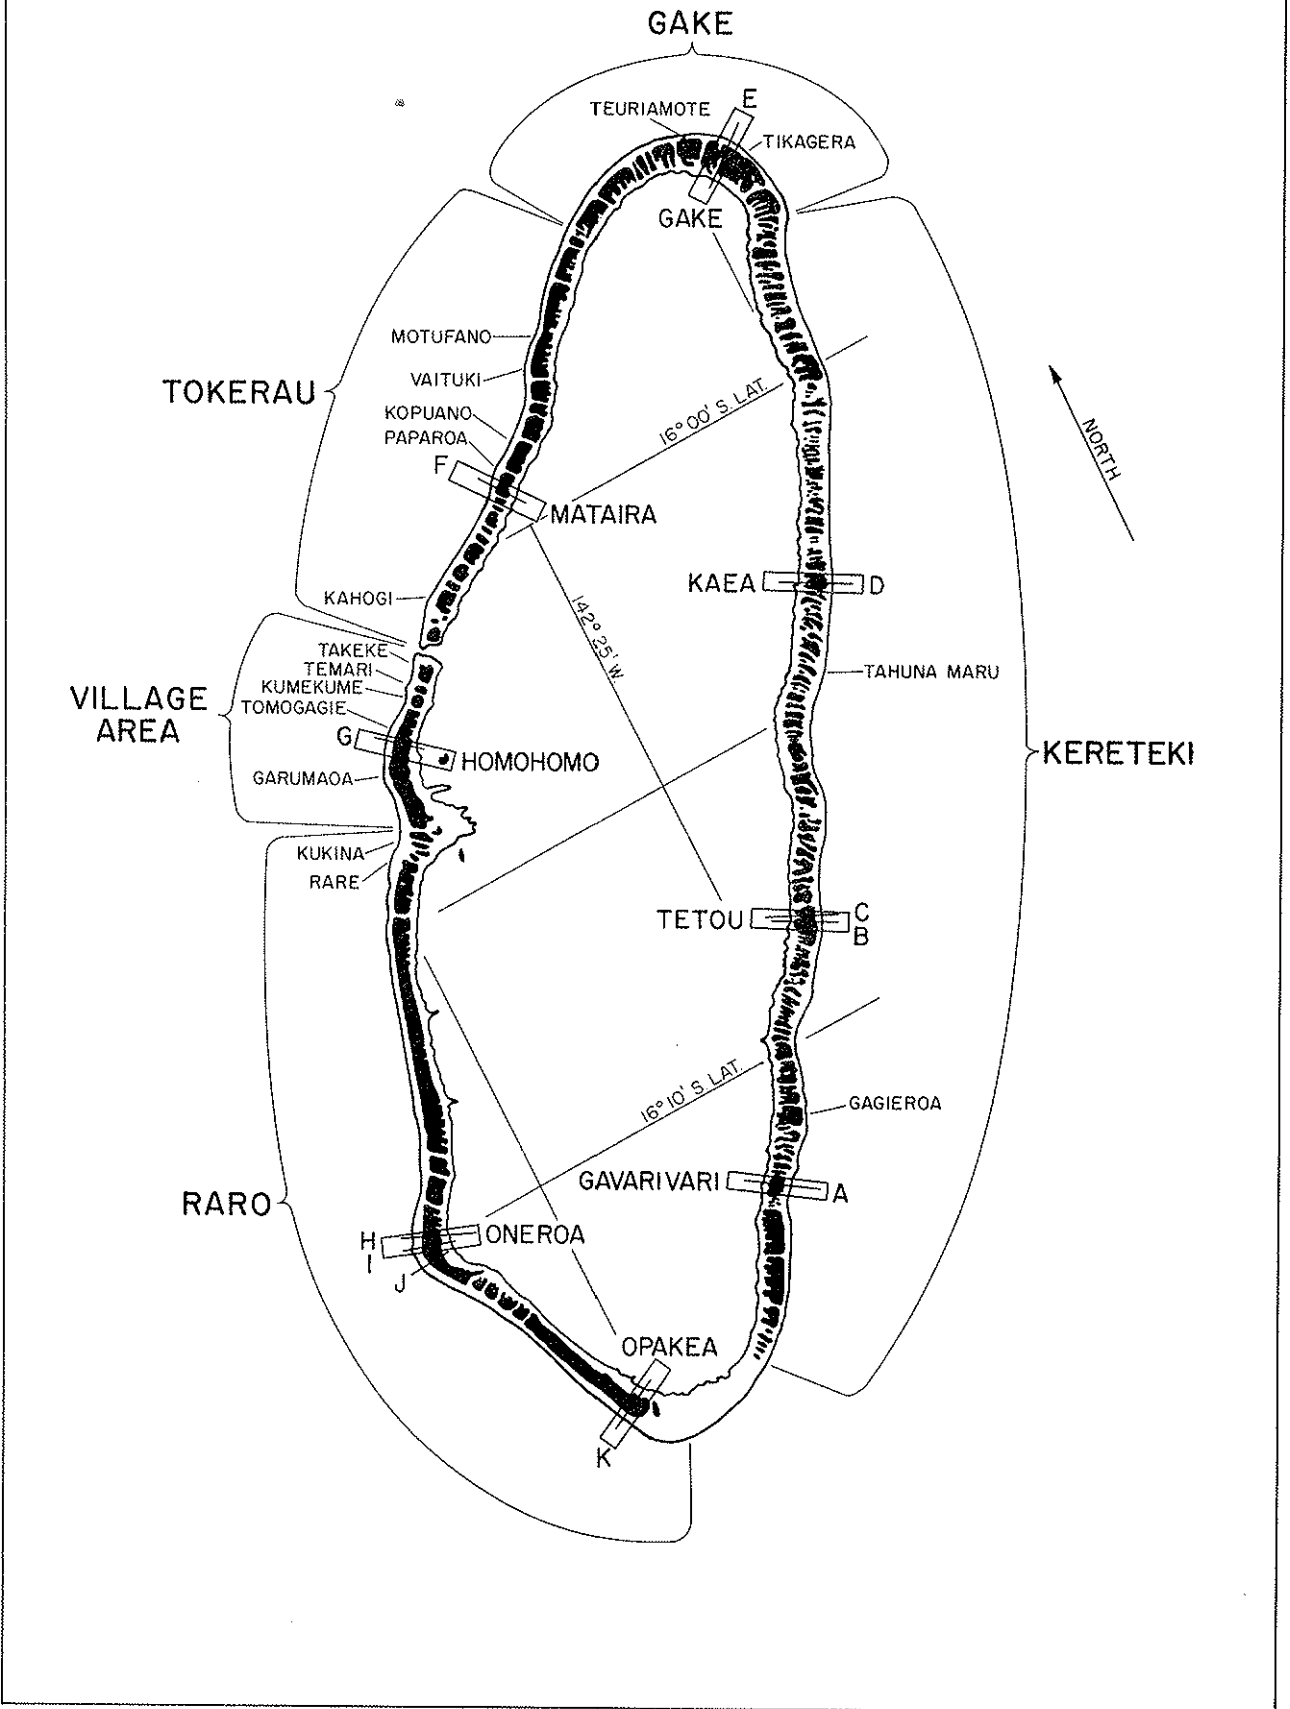 GAKE
TEURIAMOTE
E
TIKAGERA
GAKE
MOTUFANO
TOKERAU
VAITUKI
16°00' S. LAT.
KOPUANO
PAPAROA
NORTH
F
MATAIRA
KAEA
D
KAHOGI
142° 25' W
TAKEKE
TEMARI
TAHUNA MARU
KUMEKUME
VILLAGE
AREA
TOMOGAGIE
G
HOMOHOMO
KERETEKI
GARUMAOA
KUKINA
RARE
TETOU
C
B
16° 10' S. LAT.
GAGIEROA
GAVARIVARI
A
RARO
H
I
ONEROA
J
OPAKEA
K